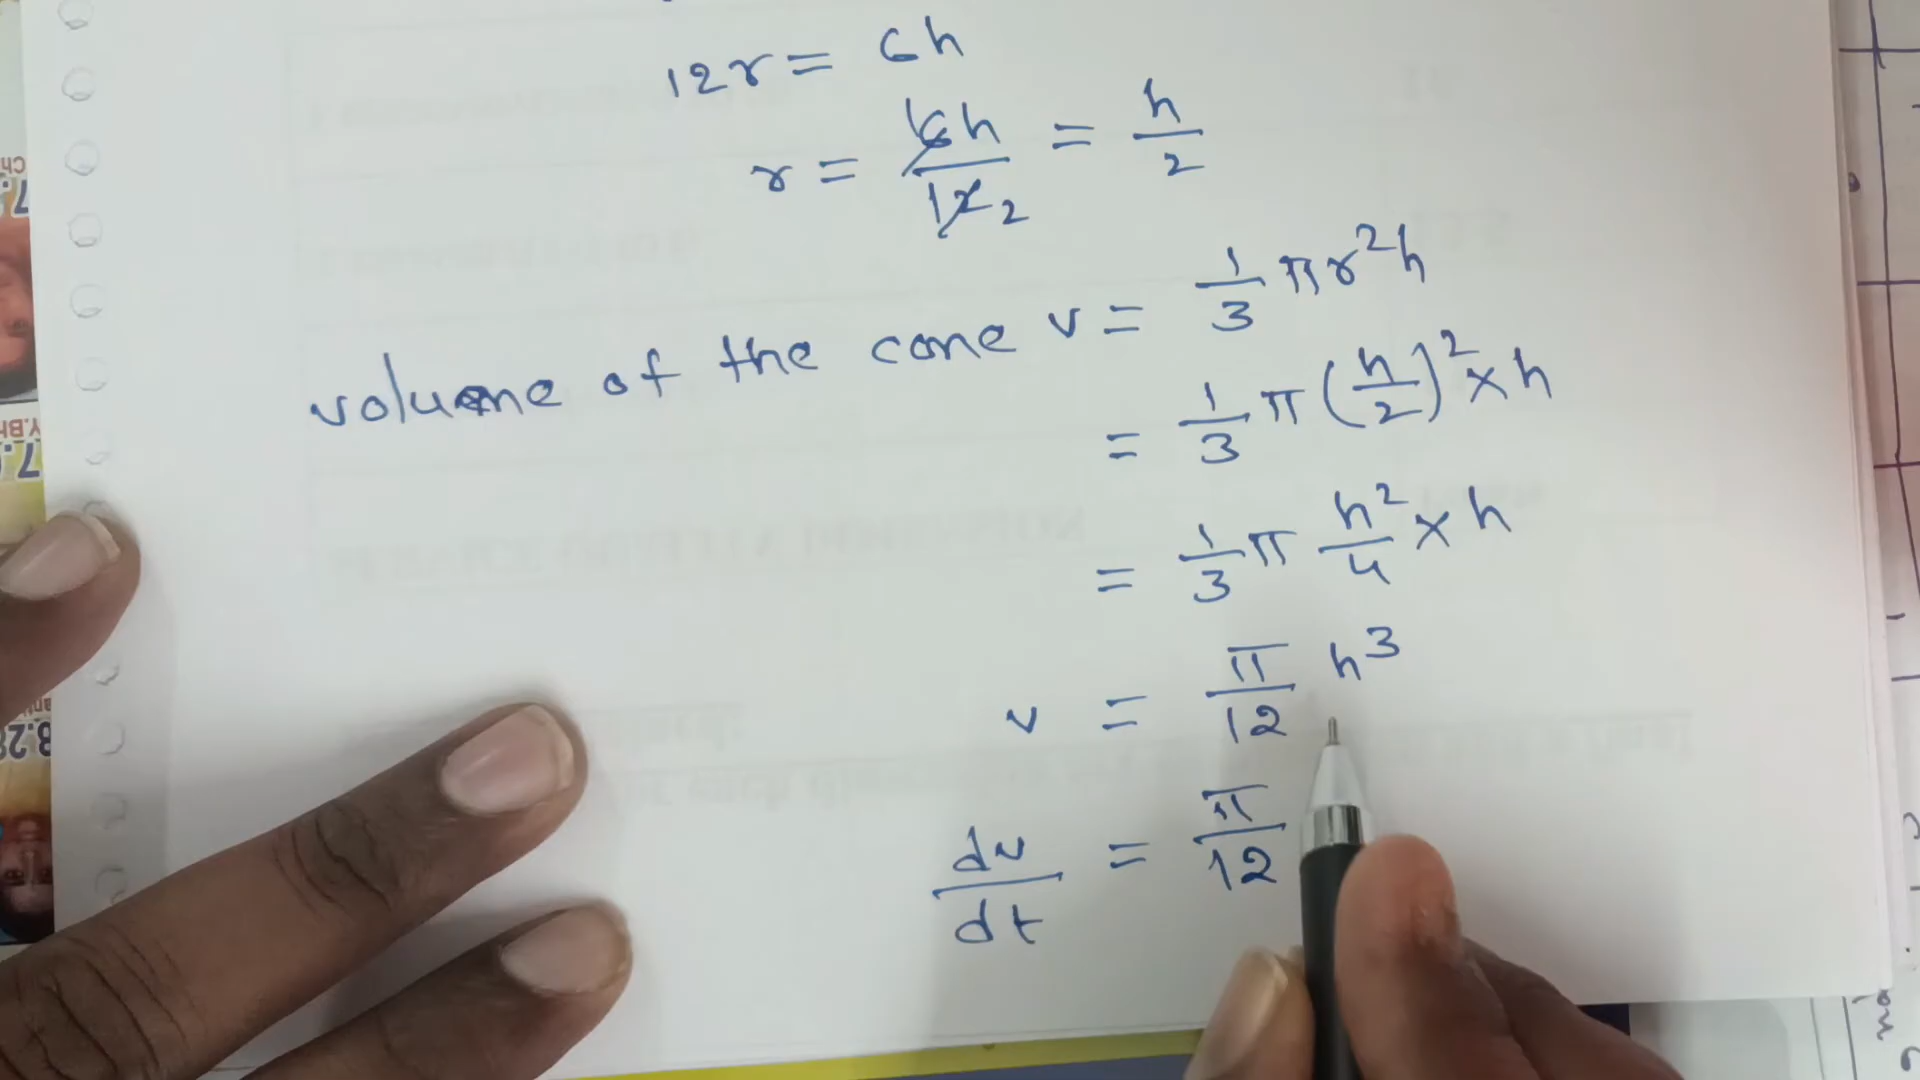 12r = 6h
r = 6h/12 2 = h/2
volume of the cone v = 1/3 πr²h
= 1/3 π (h/2)² × h
= 1/3 π h²/4 × h
v = π/12 h³
dv/dt = π/12